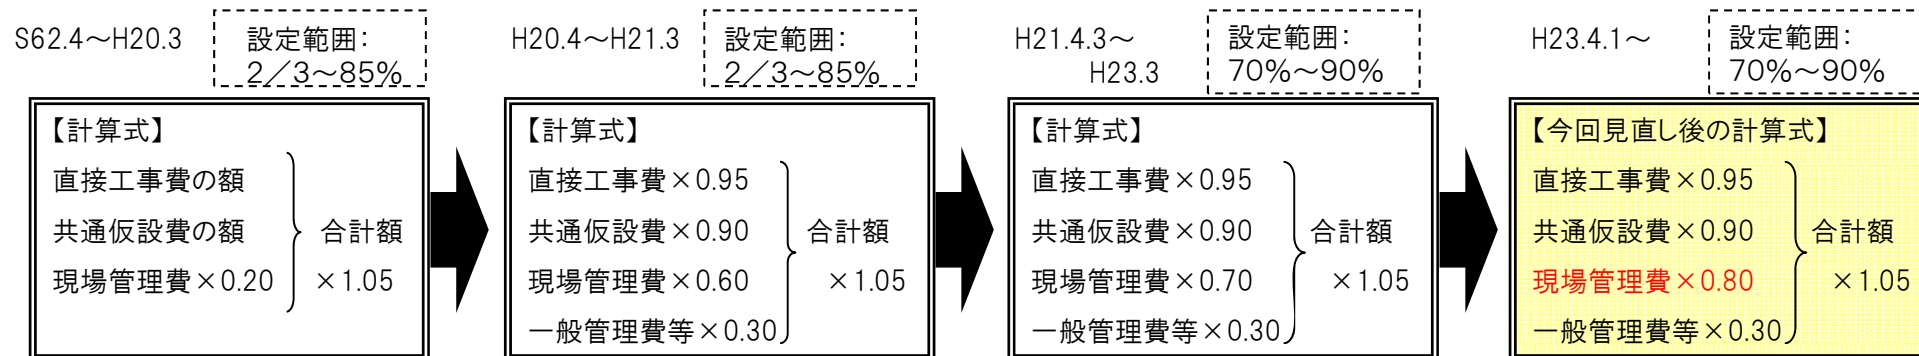 S62.4～H20.3
設定範囲：
2／3～85%
【計算式】
直接工事費の額
共通仮設費の額
現場管理費×0.20
合計額
×1.05
H20.4～H21.3
設定範囲：
2／3～85%
【計算式】
直接工事費×0.95
共通仮設費×0.90
現場管理費×0.60
一般管理費等×0.30
合計額
×1.05
H21.4.3～
H23.3
設定範囲：
70%～90%
【計算式】
直接工事費×0.95
共通仮設費×0.90
現場管理費×0.70
一般管理費等×0.30
合計額
×1.05
H23.4.1～
設定範囲：
70%～90%
【今回見直し後の計算式】
直接工事費×0.95
共通仮設費×0.90
現場管理費×0.80
一般管理費等×0.30
合計額
×1.05